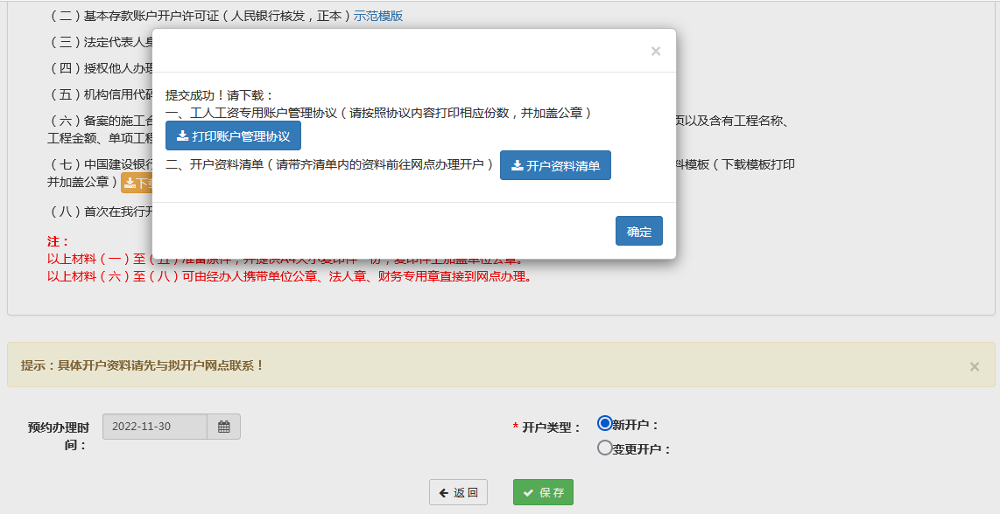 （二）基本存款账户开户许可证（人民银行核发，正本）示范模版
（三）法定代表人身
（四）授权他人办理
（五）机构信用代码
（六）备案的施工合
页以及含有工程名称、
工程金额、单项工程
（七）中国建设银行
料模板（下载模板打印
并加盖公章）下载
（八）首次在我行开
×
提交成功！请下载：
一、工人工资专用账户管理协议（请按照协议内容打印相应份数，并加盖公章）
打印账户管理协议
二、开户资料清单（请带齐清单内的资料前往网点办理开户） 开户资料清单
确定
注：
以上材料（一）至（五）准备原件，并提供A4大小复印件一份，复印件上加盖单位公章。
以上材料（六）至（八）可由经办人携带单位公章、法人章、财务专用章直接到网点办理。
提示：具体开户资料请先与拟开户网点联系！ ×
预约办理时间： 2022-11-30
* 开户类型： 新开户：
变更开户：
返回 保存